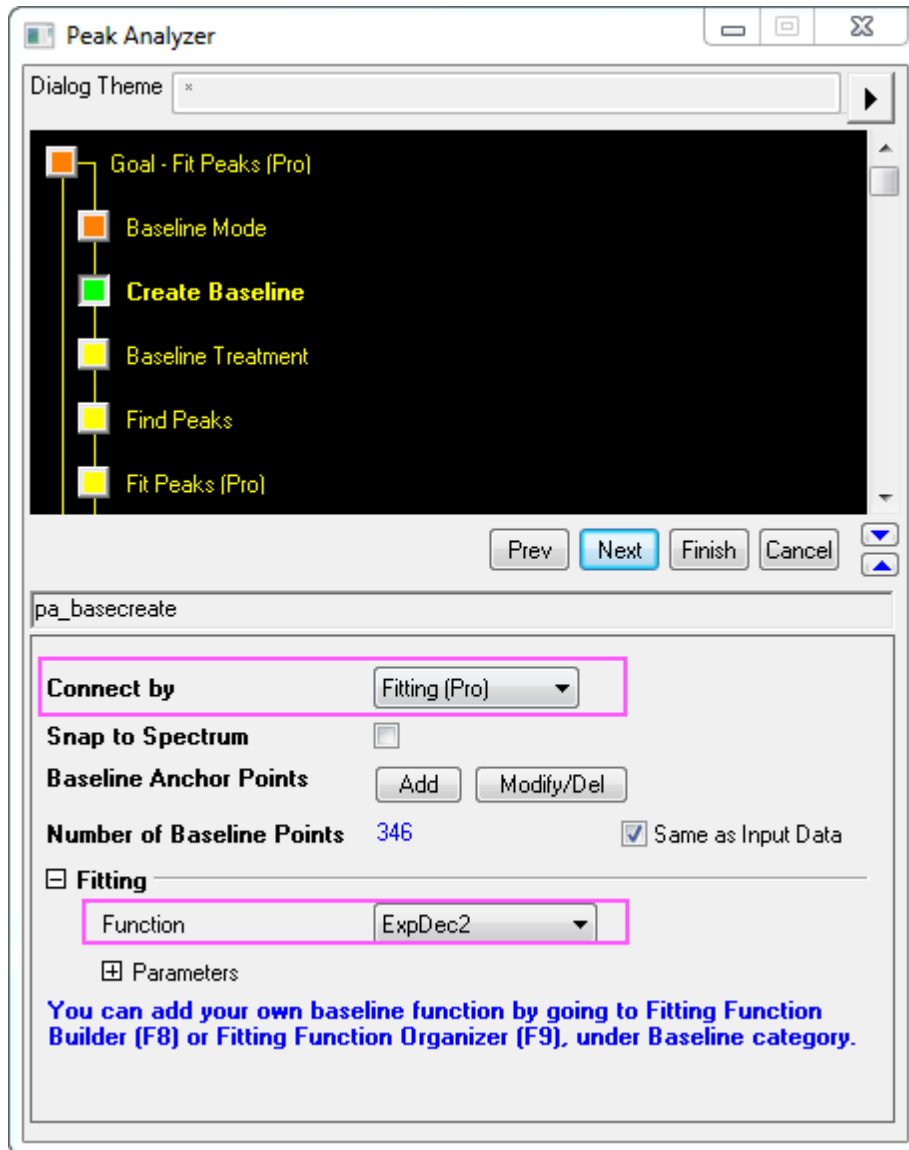 Peak Analyzer
Dialog Theme *
Goal - Fit Peaks (Pro)
Baseline Mode
Create Baseline
Baseline Treatment
Find Peaks
Fit Peaks (Pro)
Prev Next Finish Cancel
pa_basecreate
Connect by Fitting (Pro)
Snap to Spectrum
Baseline Anchor Points Add Modify/Del
Number of Baseline Points 346 Same as Input Data
Fitting
Function ExpDec2
Parameters
You can add your own baseline function by going to Fitting Function
Builder (F8) or Fitting Function Organizer (F9), under Baseline category.